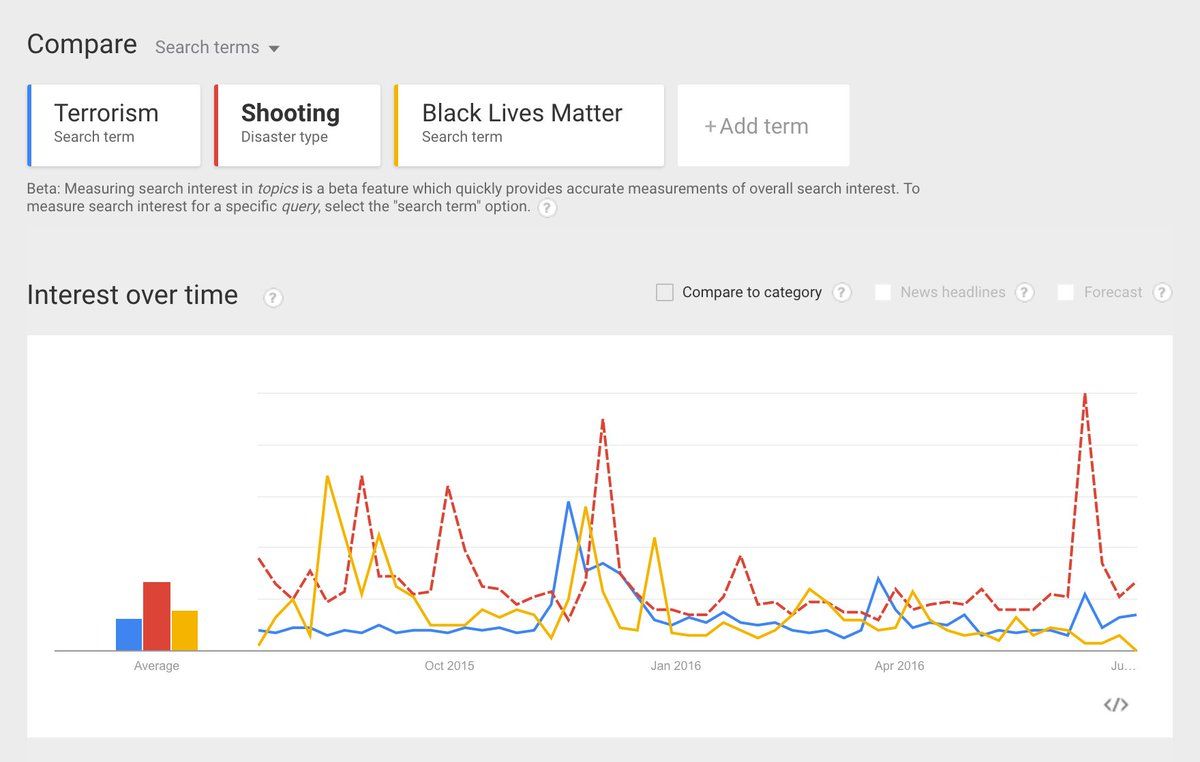 Compare Search terms
Terrorism
Search term
Shooting
Disaster type
Black Lives Matter
Search term
+Add term
Beta: Measuring search interest in topics is a beta feature which quickly provides accurate measurements of overall search interest. To
measure search interest for a specific query, select the "search term" option. ?
Interest over time ?
Compare to category ? News headlines ? Forecast ?
Average
Oct 2015
Jan 2016
Apr 2016
Ju...
</>